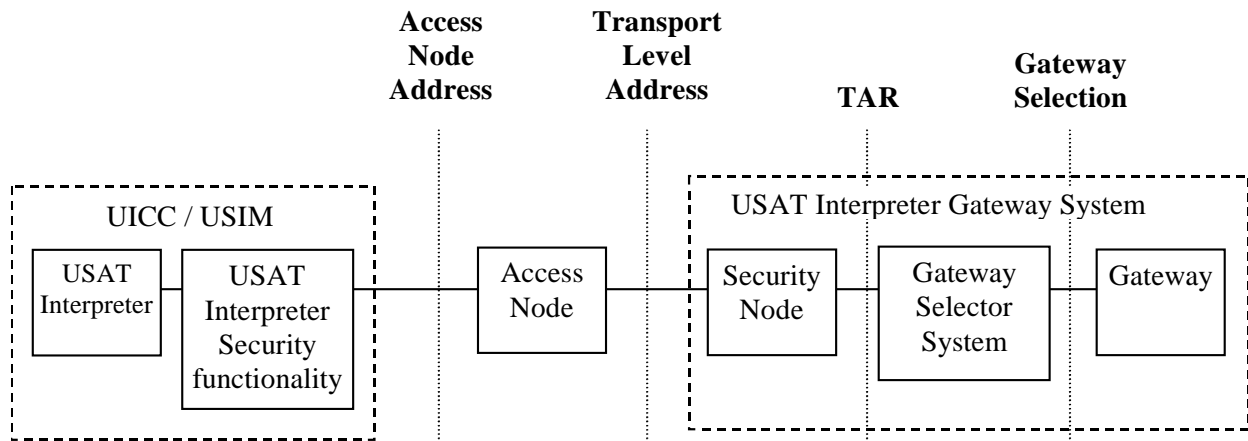 Access
Node
Address
Transport
Level
Address
TAR
Gateway
Selection
UICC / USIM
USAT Interpreter Gateway System
USAT
Interpreter
USAT
Interpreter
Security
functionality
Access
Node
Security
Node
Gateway
Selector
System
Gateway